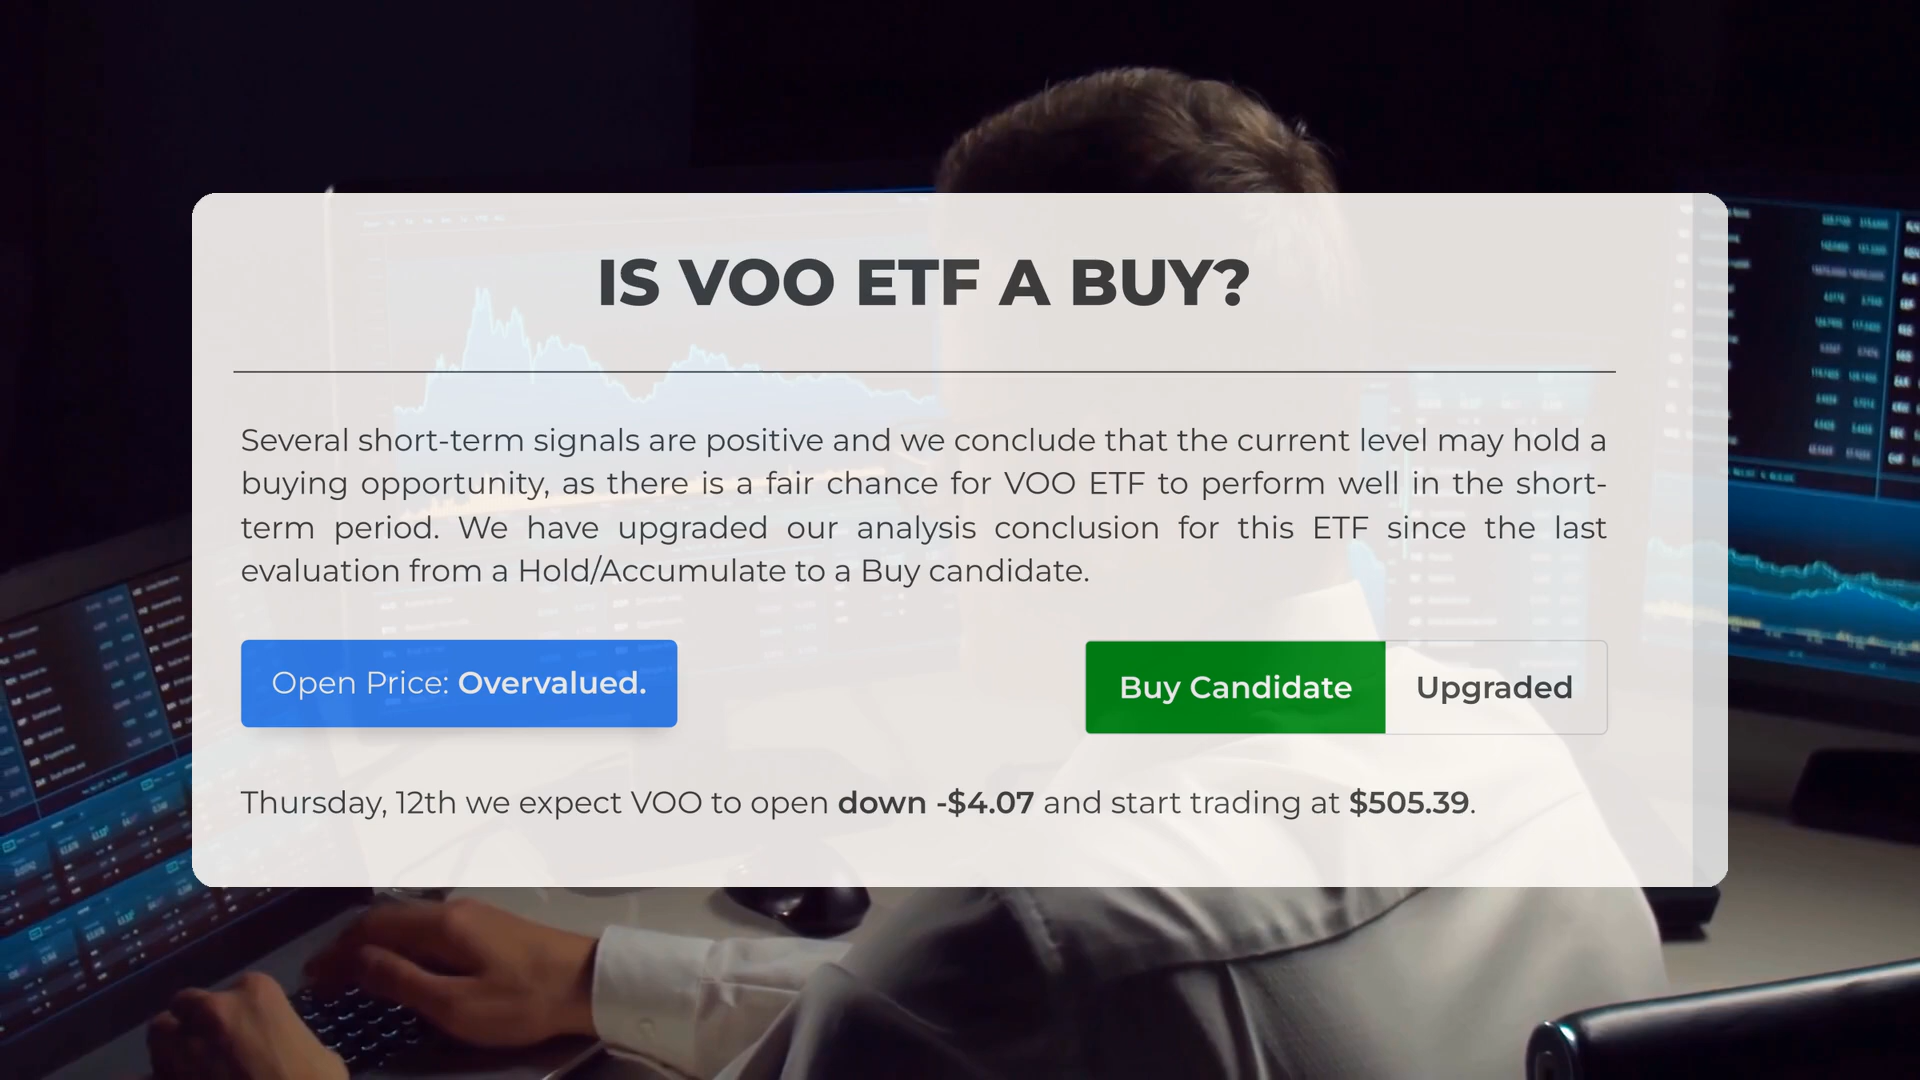 IS VOO ETF A BUY?
Several short-term signals are positive and we conclude that the current level may hold a
buying opportunity, as there is a fair chance for VOO ETF to perform well in the short-
term period. We have upgraded our analysis conclusion for this ETF since the last
evaluation from a Hold/Accumulate to a Buy candidate.
Open Price: Overvalued.
Buy Candidate Upgraded
Thursday, 12th we expect VOO to open down -$4.07 and start trading at $505.39.